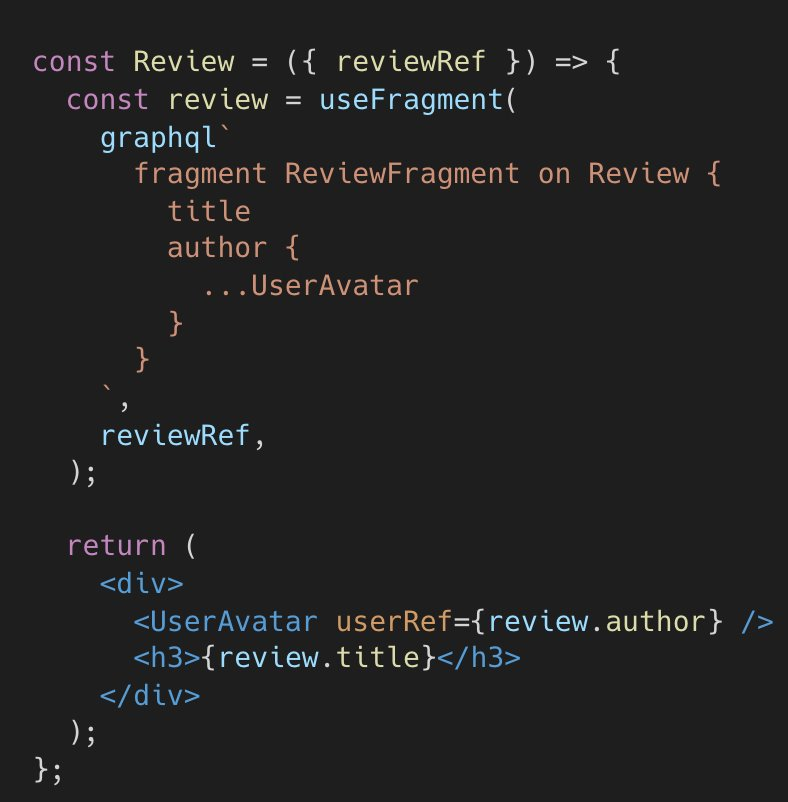 const Review = ({ reviewRef }) => {
  const review = useFragment(
    graphql`
      fragment ReviewFragment on Review {
        title
        author {
          ...UserAvatar
        }
      }
    `,
    reviewRef,
  );

  return (
    <div>
      <UserAvatar userRef={review.author} />
      <h3>{review.title}</h3>
    </div>
  );
};